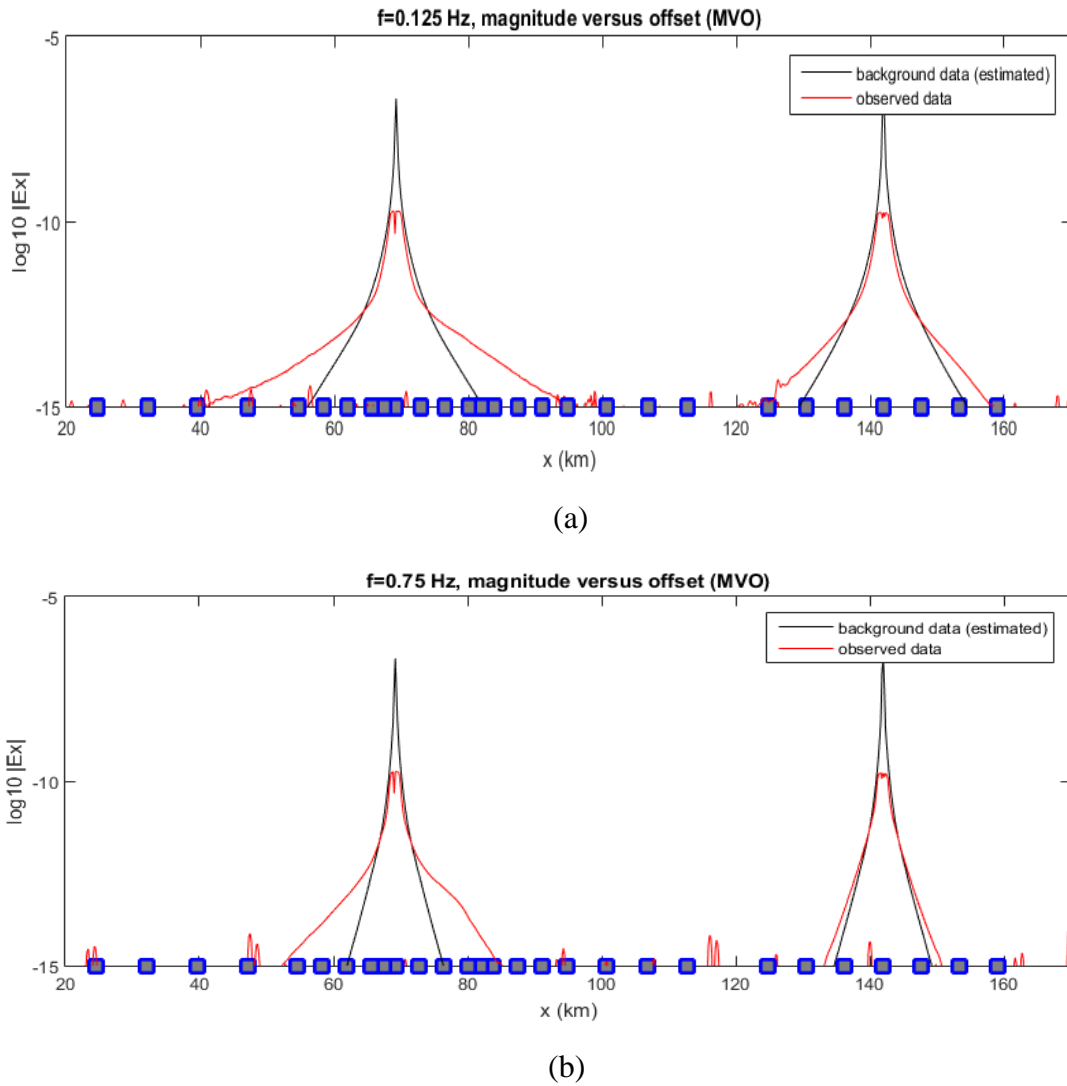 f=0.125 Hz, magnitude versus offset (MVO)
-5
background data (estimated)
observed data
log10 |Ex|
-10
-15
20 40 60 80 100 120 140 160
x (km)
(a)
f=0.75 Hz, magnitude versus offset (MVO)
-5
background data (estimated)
observed data
log10 |Ex|
-10
-15
20 40 60 80 100 120 140 160
x (km)
(b)